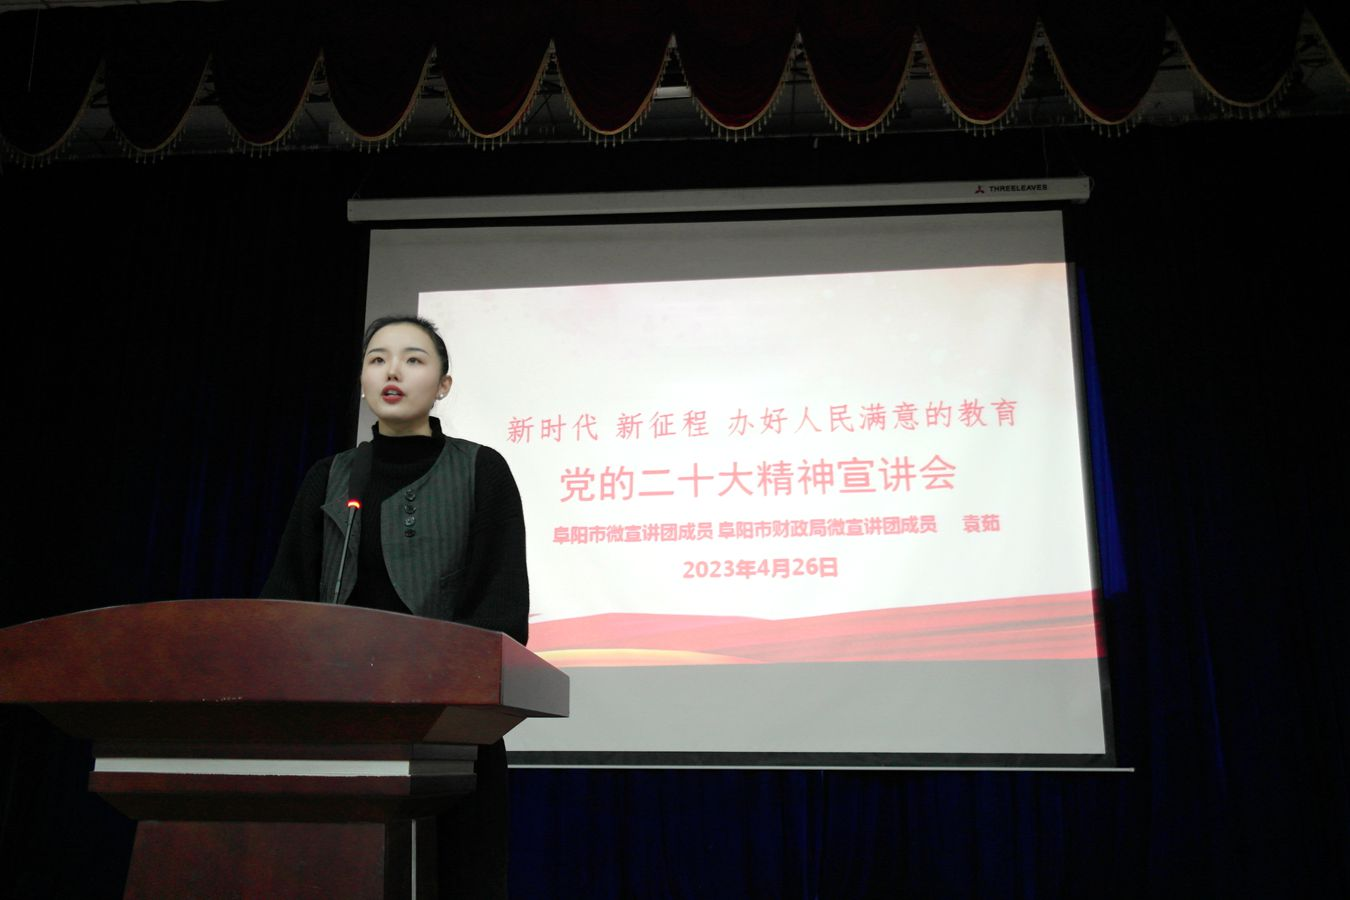 THREELEAVES
新时代 新征程 办好人民满意的教育
党的二十大精神宣讲会
阜阳市微宣讲团成员 阜阳市财政局微宣讲团成员 袁茹
2023年4月26日